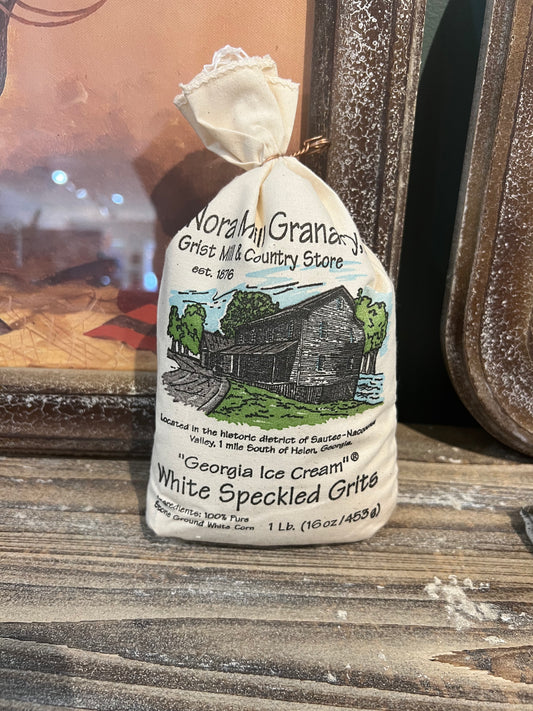 Nora Mill Granary.
Grist Mill & Country Store
est. 1876
Located in the historic district of Sautee-Nacoochee
Valley, 1 mile South of Helen, Georgia.
"Georgia Ice Cream"®
White Speckled Grits
Ingredients: 100% Pure
Stone Ground White Corn
1 Lb. (16 oz/453g)